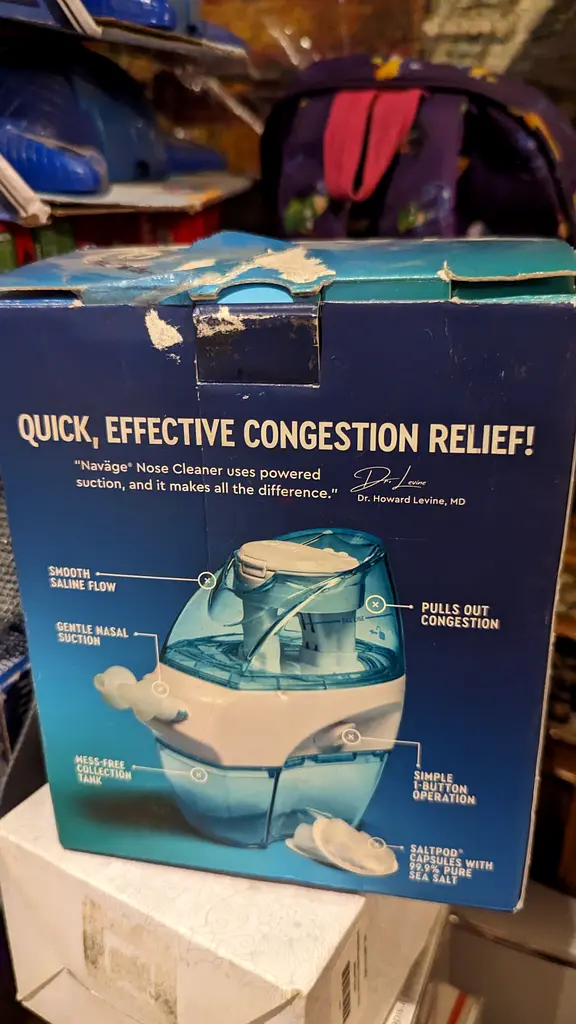 QUICK, EFFECTIVE CONGESTION RELIEF!
"Naväge® Nose Cleaner uses powered
suction, and it makes all the difference."
Dr. Levine
Dr. Howard Levine, MD
SMOOTH
SALINE FLOW
PULLS OUT
CONGESTION
GENTLE NASAL
SUCTION
MESS-FREE
COLLECTION
TANK
SIMPLE
1-BUTTON
OPERATION
SALTPOD®
CAPSULES WITH
99.9% PURE
SEA SALT